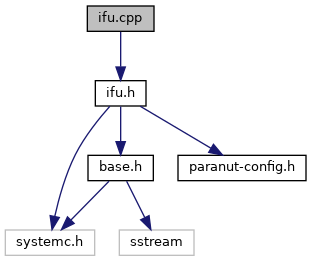 ifu.cpp
ifu.h
base.h
paranut-config.h
systemc.h
sstream